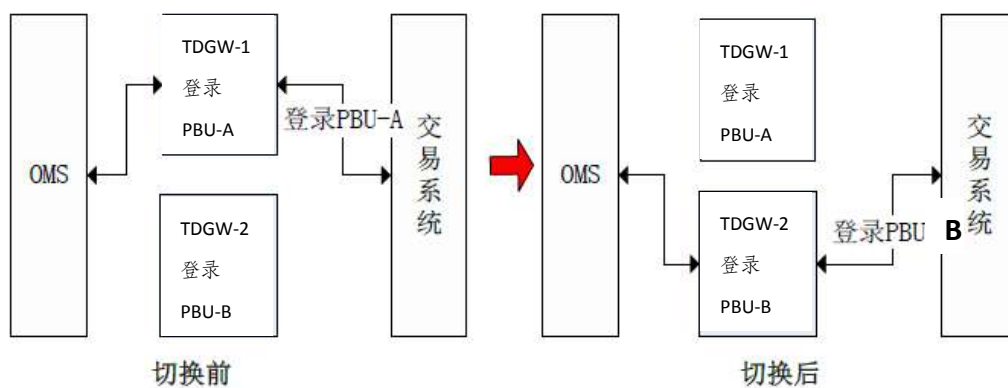 OMS
TDGW-1
登录
PBU-A
TDGW-2
登录
PBU-B
登录PBU-A
交易系统
切换前
OMS
TDGW-1
登录
PBU-A
TDGW-2
登录
PBU-B
登录PBU B
交易系统
切换后